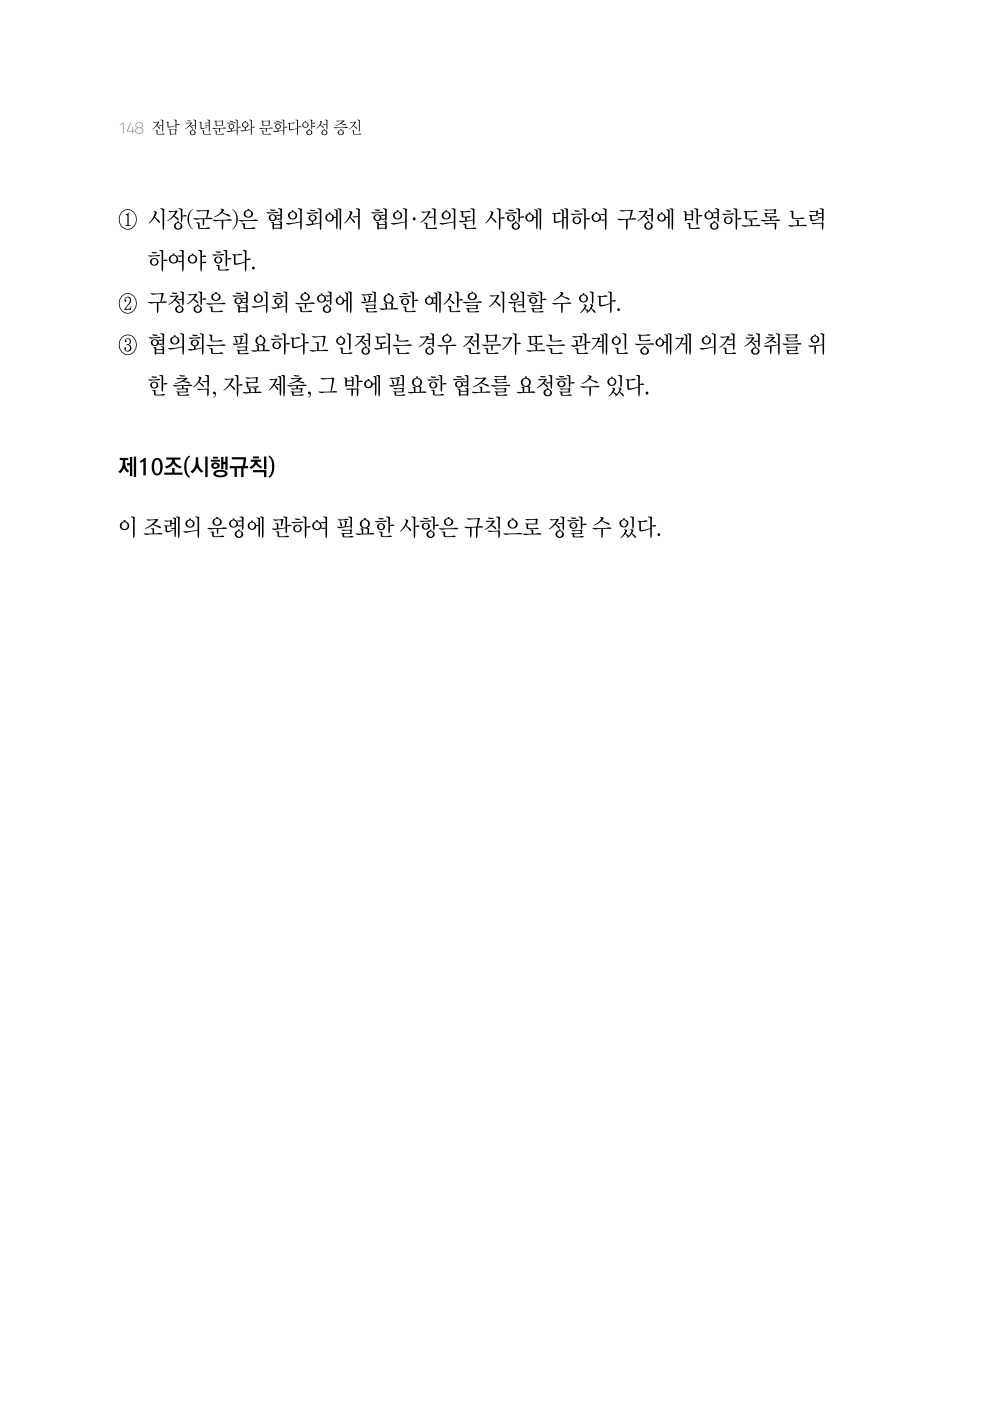 148 전남 청년문화와 문화다양성 증진
① 시장(군수)은 협의회에서 협의·건의된 사항에 대하여 구정에 반영하도록 노력
하여야 한다.
② 구청장은 협의회 운영에 필요한 예산을 지원할 수 있다.
③ 협의회는 필요하다고 인정되는 경우 전문가 또는 관계인 등에게 의견 청취를 위
한 출석, 자료 제출, 그 밖에 필요한 협조를 요청할 수 있다.
제10조(시행규칙)
이 조례의 운영에 관하여 필요한 사항은 규칙으로 정할 수 있다.